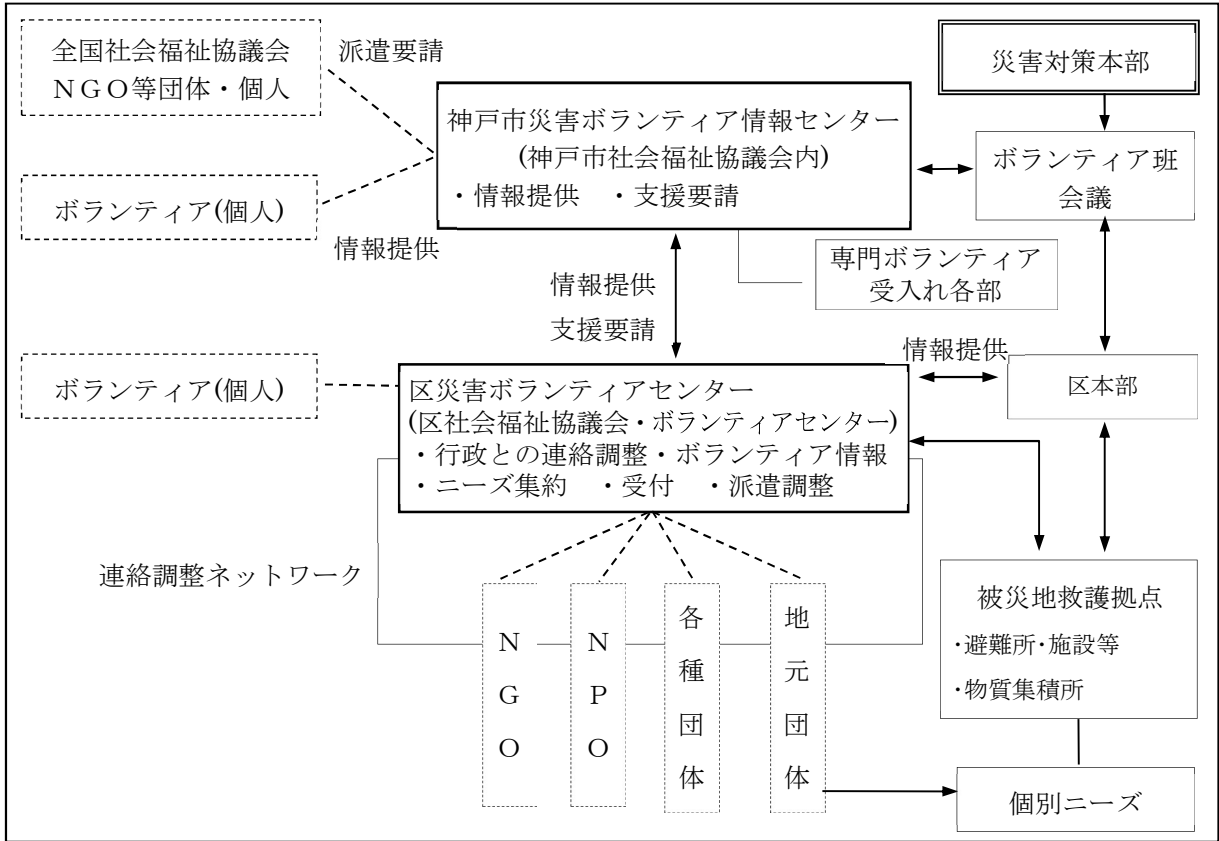 全国社会福祉協議会
ＮＧＯ等団体・個人
派遣要請
災害対策本部
神戸市災害ボランティア情報センター
(神戸市社会福祉協議会内)
・情報提供　・支援要請
ボランティア班
会議
ボランティア(個人)
情報提供
専門ボランティア
受入れ各部
情報提供
支援要請
情報提供
ボランティア(個人)
区災害ボランティアセンター
(区社会福祉協議会・ボランティアセンター)
・行政との連絡調整・ボランティア情報
・ニーズ集約　・受付　・派遣調整
区本部
連絡調整ネットワーク
ＮＧＯ
ＮＰＯ
各種団体
地元団体
被災地救護拠点
・避難所・施設等
・物質集積所
個別ニーズ